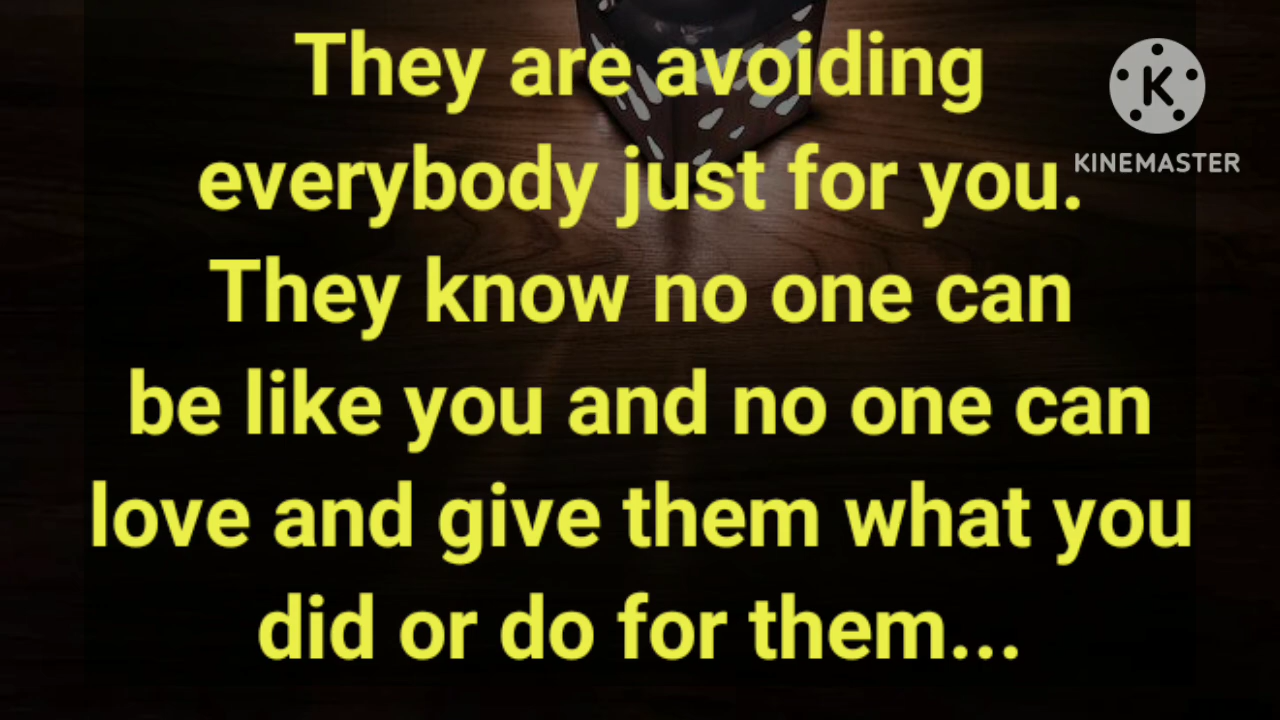 They are avoiding
everybody just for you.
They know no one can
be like you and no one can
love and give them what you
did or do for them...
K
KINEMASTER